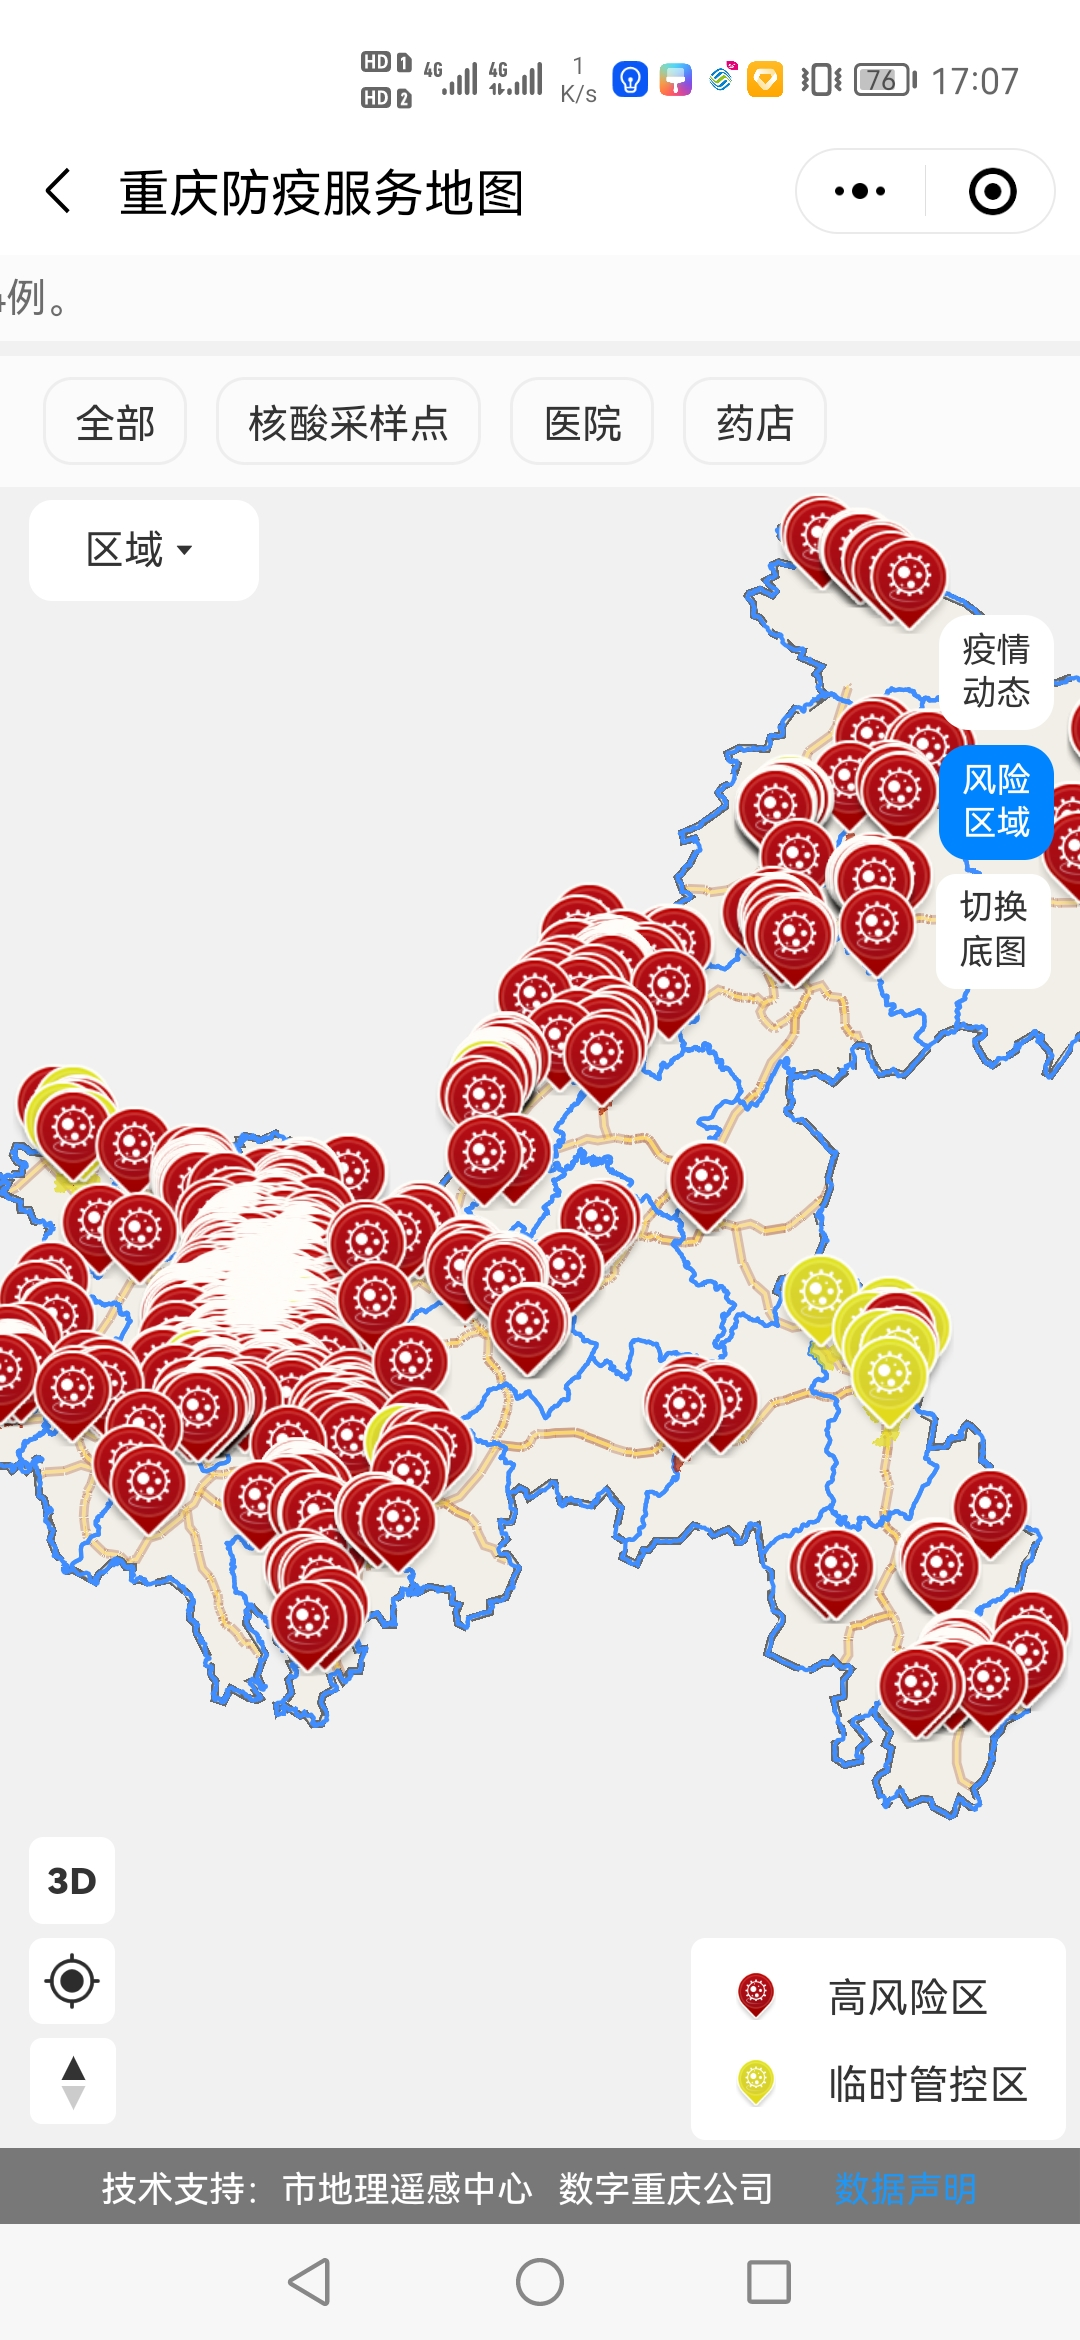 HD 1 4G 4G 1 K/s 76 17:07
HD 2
重庆防疫服务地图
例。
全部 核酸采样点 医院 药店
区域
疫情
动态
风险
区域
切换
底图
3D
高风险区
临时管控区
技术支持：市地理遥感中心 数字重庆公司 数据声明